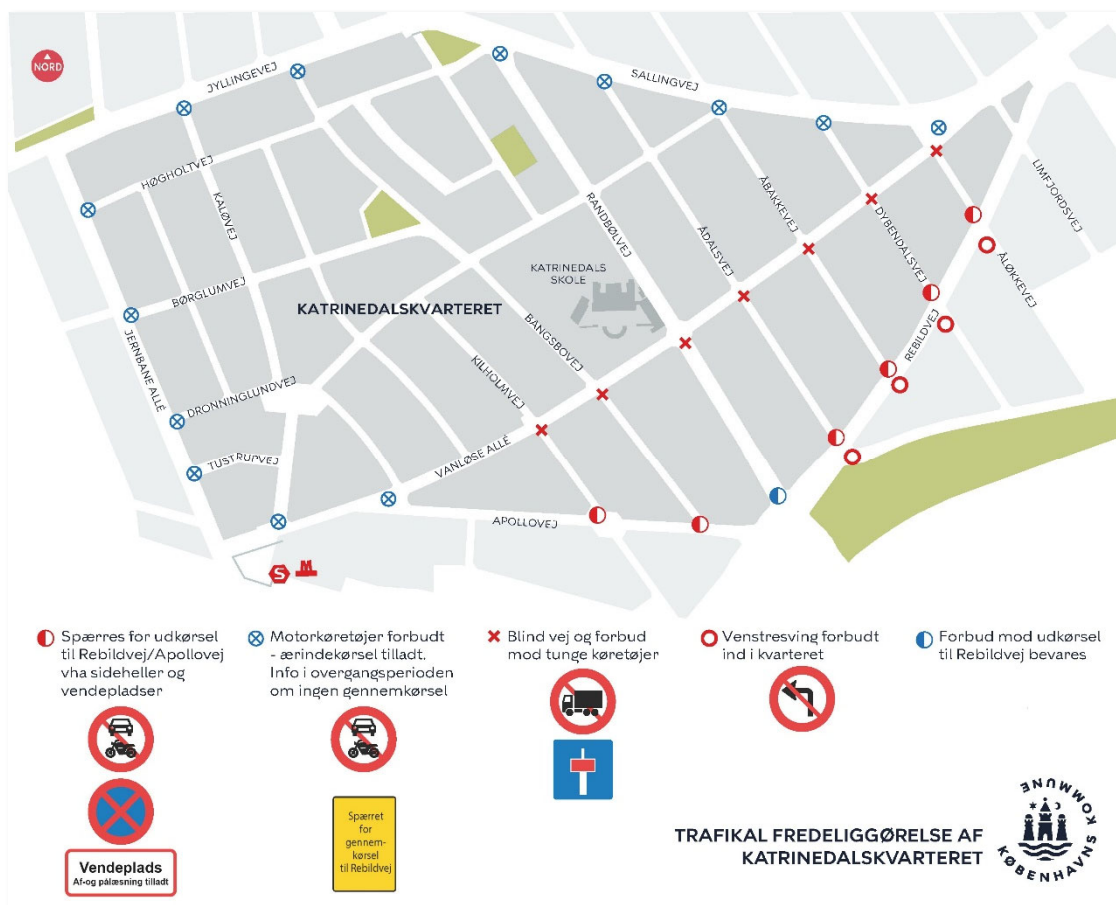 NORD
JYLLINGEVEJ
SALLINGVEJ
HØGHOLTVEJ
KALØVEJ
RANDBØLVEJ
ÅDALSVEJ
ÅBAKKEVEJ
DYBENDALSVEJ
LIMFJORDSVEJ
ÅLØKKEVEJ
REBILDVEJ
KATRINEDALS
SKOLE
BØRGLUMVEJ
KATRINEDALSKVARTERET
BANGSBOVEJ
KILHOLMVEJ
JERNBANE ALLÉ
DRONNINGLUNDVEJ
TUSTRUPVEJ
VANLØSE ALLÉ
APOLLOVEJ
S
M
Spærres for udkørsel
til Rebildvej/Apollovej
vha sideheller og
vendepladser
Vendeplads
Af-og pålæsning tilladt
Motorkøretøjer forbudt
- ærindekørsel tilladt.
Info i overgangsperioden
om ingen gennemkørsel
Spærret
for
gennem-
kørsel
til Rebildvej
Blind vej og forbud
mod tunge køretøjer
Venstresving forbudt
ind i kvarteret
Forbud mod udkørsel
til Rebildvej bevares
TRAFIKAL FREDELIGGØRELSE AF
KATRINEDALSKVARTERET
KØBENHAVNS KOMMUNE